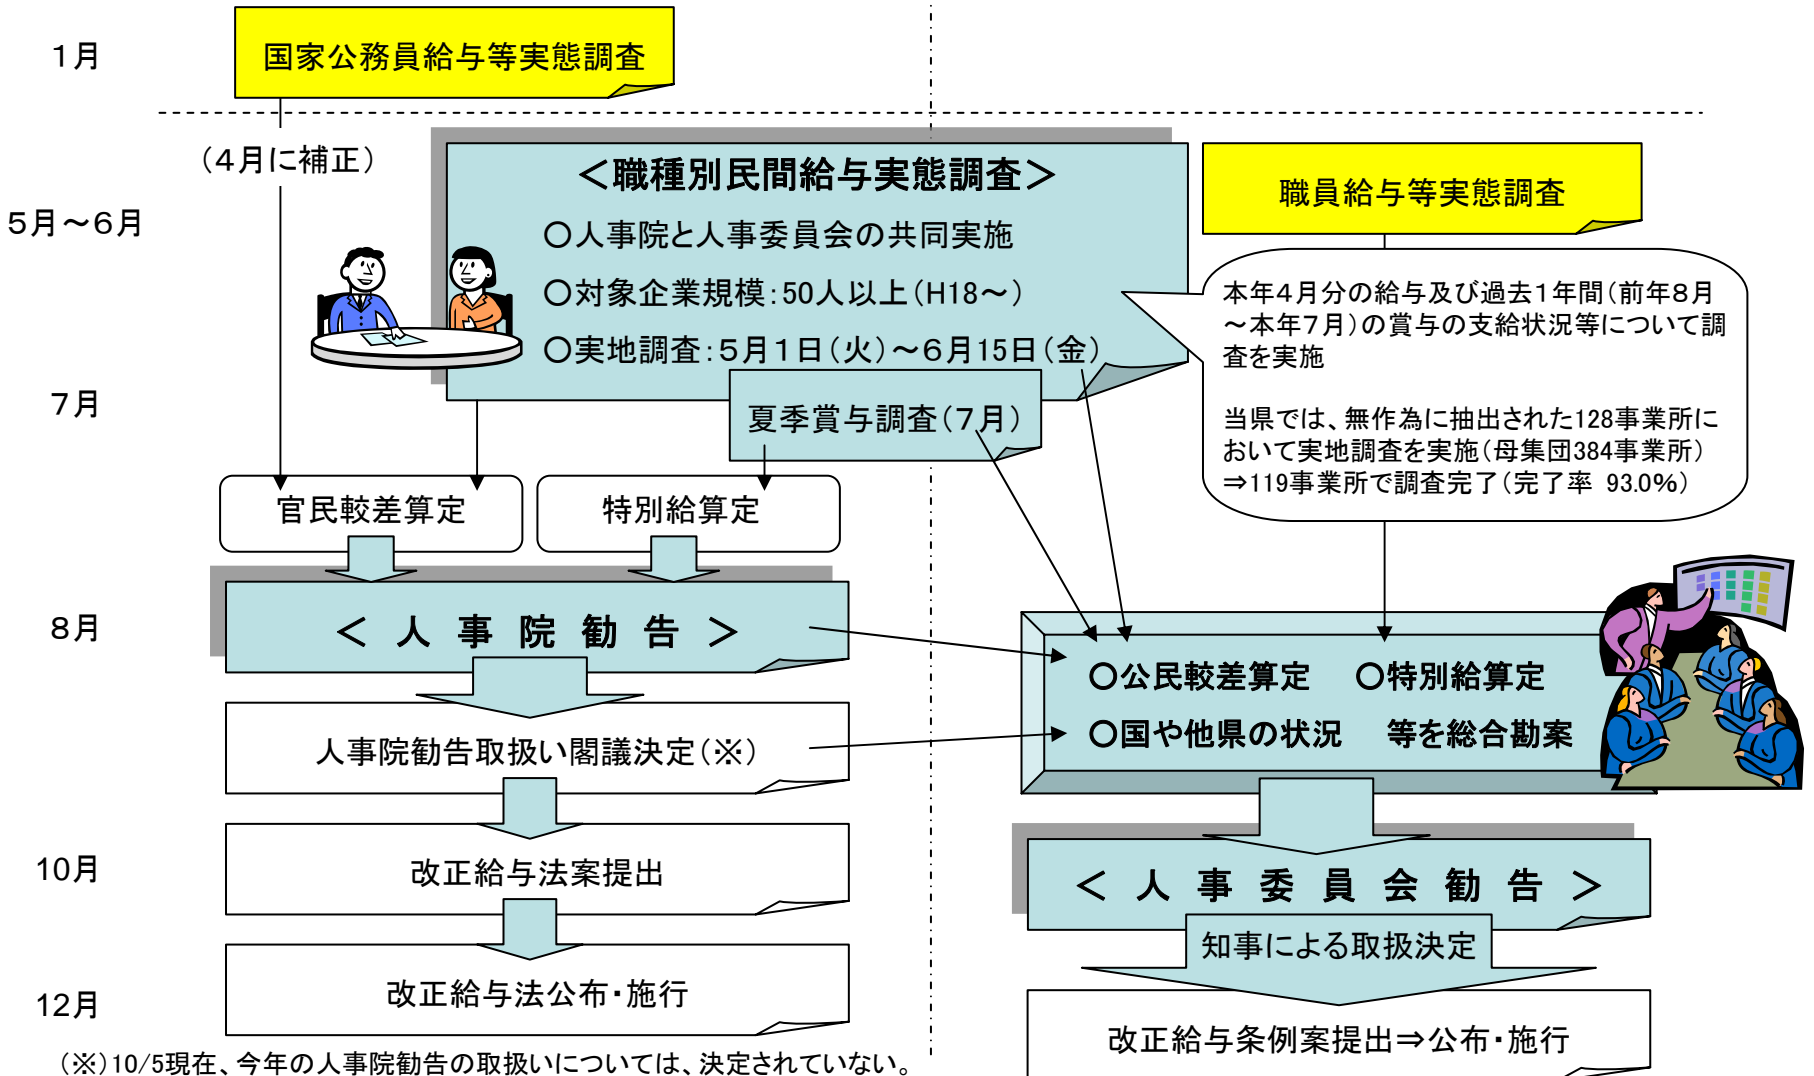 1月
国家公務員給与等実態調査
（4月に補正）
5月～6月
＜職種別民間給与実態調査＞
○人事院と人事委員会の共同実施
○対象企業規模：50人以上（H18～）
○実地調査：5月1日（火）～6月15日（金）
職員給与等実態調査
本年4月分の給与及び過去1年間（前年8月
～本年7月）の賞与の支給状況等について調
査を実施
当県では、無作為に抽出された128事業所に
おいて実地調査を実施（母集団384事業所）
⇒119事業所で調査完了（完了率 93.0%）
7月
夏季賞与調査（7月）
官民較差算定
特別給算定
8月
＜人事院勧告＞
○公民較差算定 ○特別給算定
○国や他県の状況 等を総合勘案
人事院勧告取扱い閣議決定（※）
10月
改正給与法案提出
＜人事委員会勧告＞
知事による取扱決定
12月
改正給与法公布・施行
改正給与条例案提出⇒公布・施行
（※）10/5現在、今年の人事院勧告の取扱いについては、決定されていない。